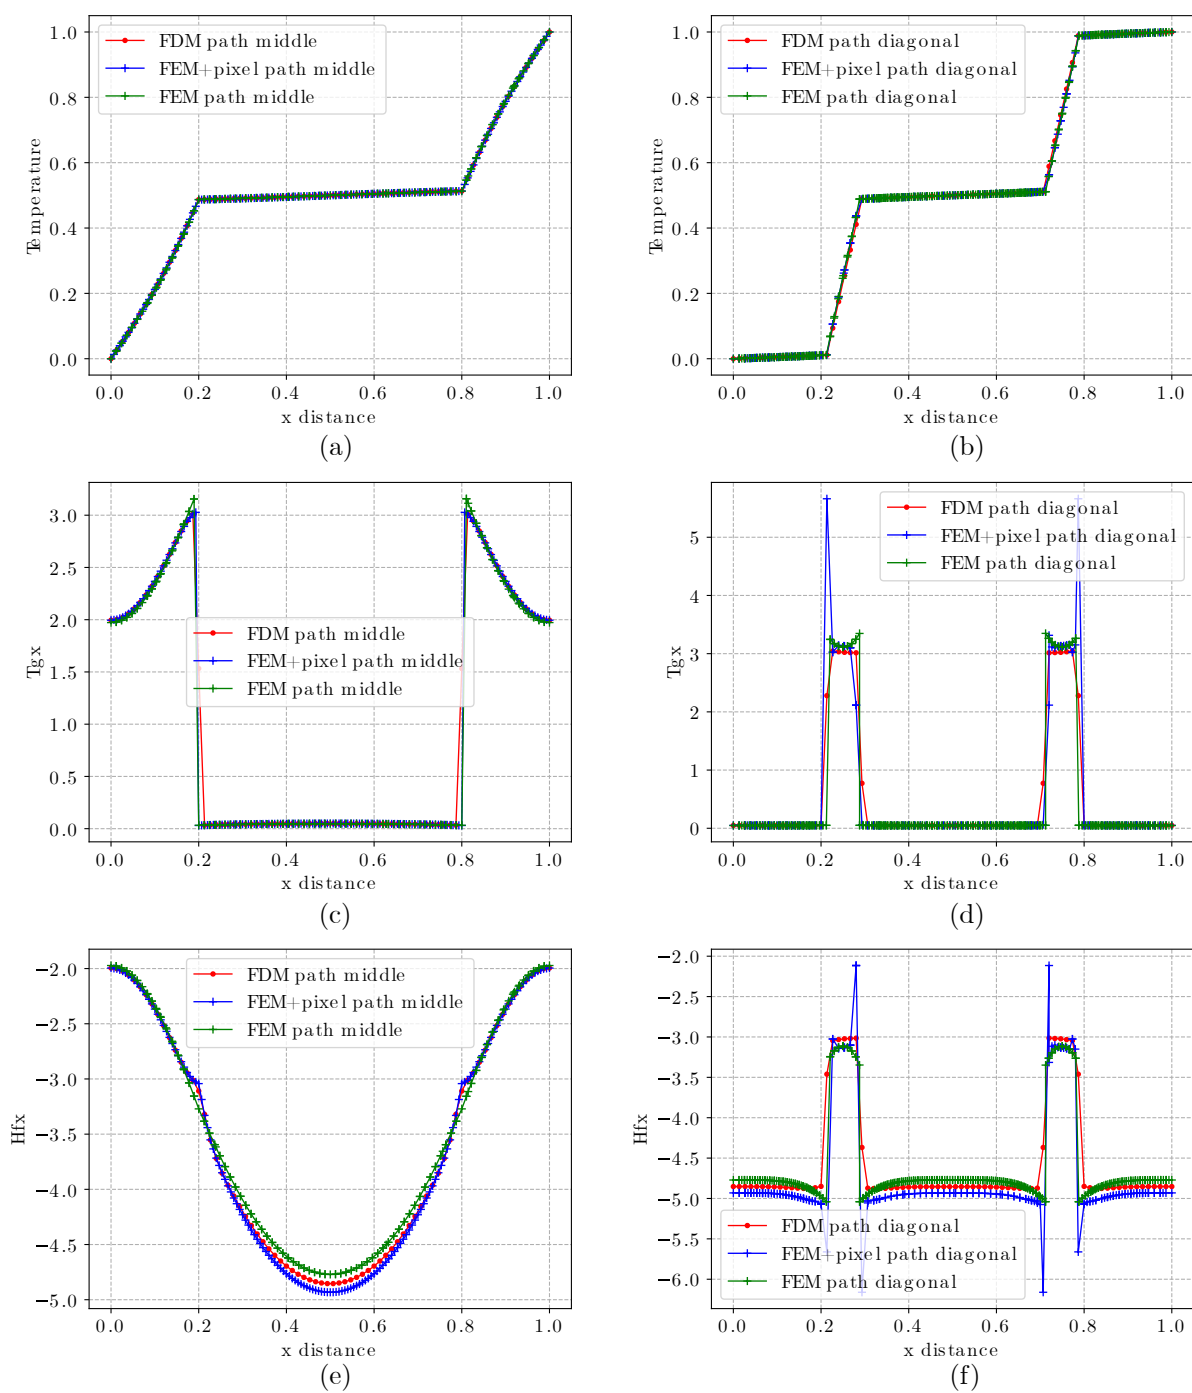 1.0
0.8
0.6
0.4
0.2
0.0
Temperature
FDM path middle
FEM+pixel path middle
FEM path middle
0.0 0.2 0.4 0.6 0.8 1.0
x distance
(a)
1.0
0.8
0.6
0.4
0.2
0.0
Temperature
FDM path diagonal
FEM+pixel path diagonal
FEM path diagonal
0.0 0.2 0.4 0.6 0.8 1.0
x distance
(b)
3.0
2.5
2.0
1.5
1.0
0.5
0.0
Tgx
FDM path middle
FEM+pixel path middle
FEM path middle
0.0 0.2 0.4 0.6 0.8 1.0
x distance
(c)
5
4
3
2
1
0
Tgx
FDM path diagonal
FEM+pixel path diagonal
FEM path diagonal
0.0 0.2 0.4 0.6 0.8 1.0
x distance
(d)
−2.0
−2.5
−3.0
−3.5
−4.0
−4.5
−5.0
Hfx
FDM path middle
FEM+pixel path middle
FEM path middle
0.0 0.2 0.4 0.6 0.8 1.0
x distance
(e)
−2.0
−2.5
−3.0
−3.5
−4.0
−4.5
−5.0
−5.5
−6.0
Hfx
FDM path diagonal
FEM+pixel path diagonal
FEM path diagonal
0.0 0.2 0.4 0.6 0.8 1.0
x distance
(f)